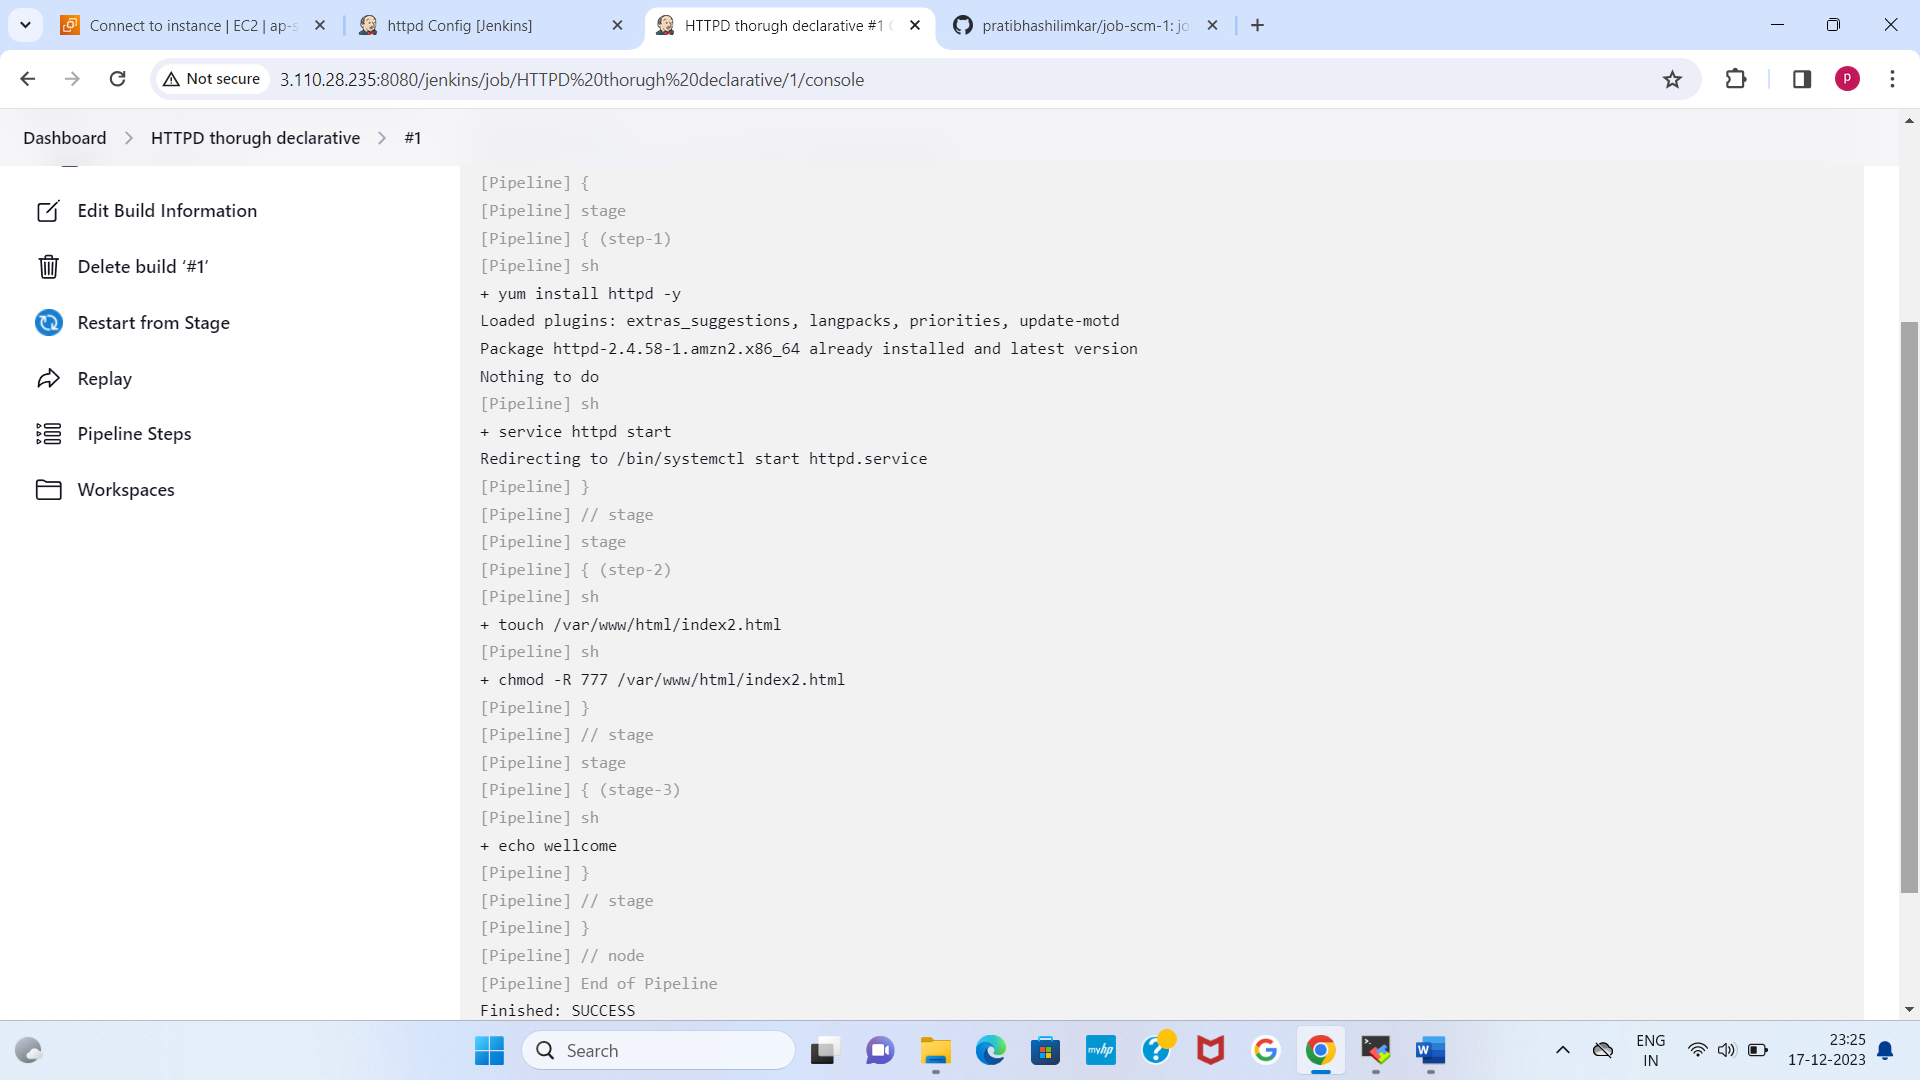 Connect to instance | EC2 | ap-s
httpd Config [Jenkins]
HTTPD thorugh declarative #1
pratibhashilimkar/job-scm-1: jo
Not secure
3.110.28.235:8080/jenkins/job/HTTPD%20thorugh%20declarative/1/console
p
Dashboard > HTTPD thorugh declarative > #1
Edit Build Information
Delete build ‘#1’
Restart from Stage
Replay
Pipeline Steps
Workspaces
[Pipeline] {
[Pipeline] stage
[Pipeline] { (step-1)
[Pipeline] sh
+ yum install httpd -y
Loaded plugins: extras_suggestions, langpacks, priorities, update-motd
Package httpd-2.4.58-1.amzn2.x86_64 already installed and latest version
Nothing to do
[Pipeline] sh
+ service httpd start
Redirecting to /bin/systemctl start httpd.service
[Pipeline] }
[Pipeline] // stage
[Pipeline] stage
[Pipeline] { (step-2)
[Pipeline] sh
+ touch /var/www/html/index2.html
[Pipeline] sh
+ chmod -R 777 /var/www/html/index2.html
[Pipeline] }
[Pipeline] // stage
[Pipeline] stage
[Pipeline] { (stage-3)
[Pipeline] sh
+ echo wellcome
[Pipeline] }
[Pipeline] // stage
[Pipeline] }
[Pipeline] // node
[Pipeline] End of Pipeline
Finished: SUCCESS
Search
myhp
ENG
IN
23:25
17-12-2023